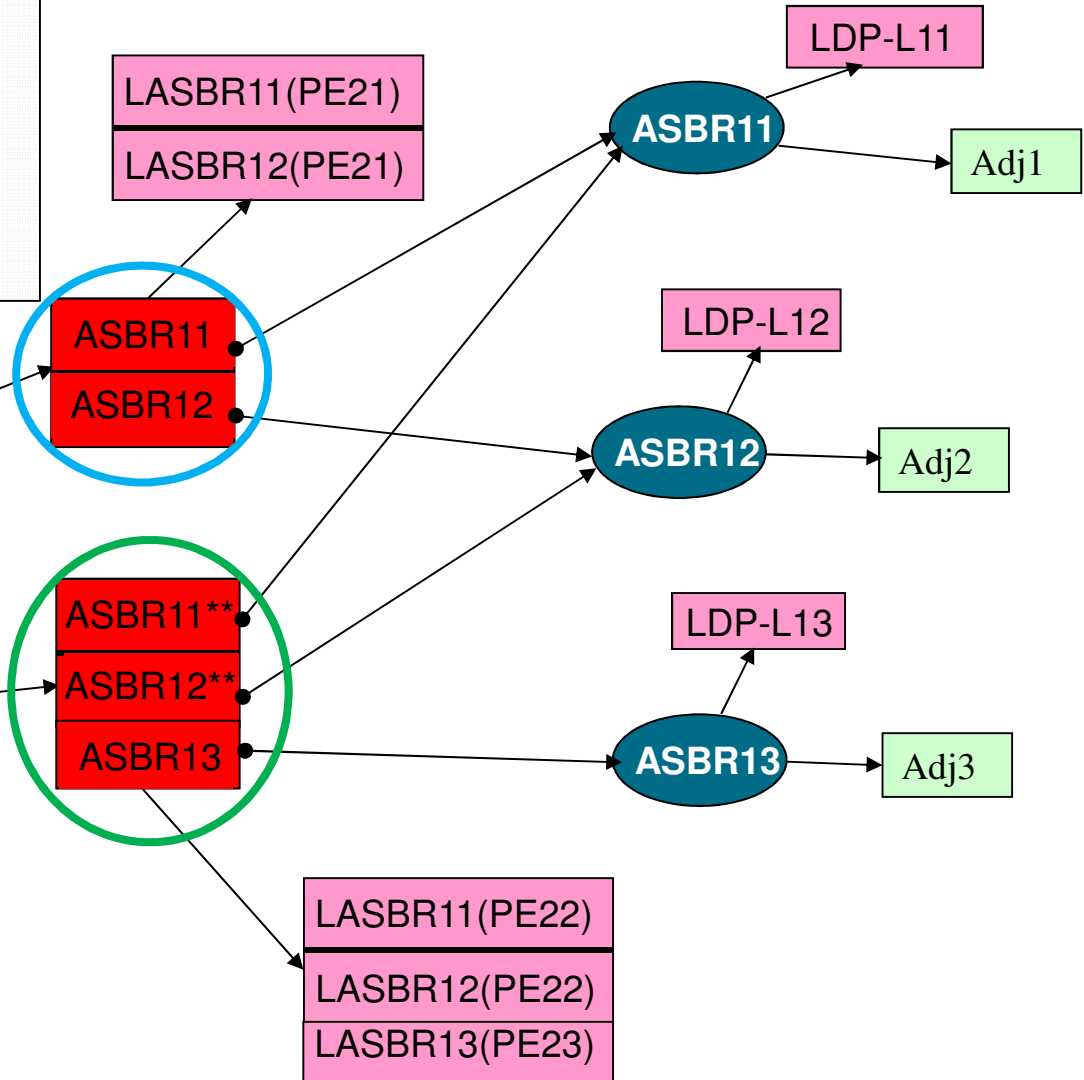 LDP-L11
LASBR11(PE21)
ASBR11
LASBR12(PE21)
Adj1
LDP-L12
ASBR11
ASBR12
ASBR12
Adj2
ASBR11**
LDP-L13
ASBR12**
ASBR13
ASBR13
Adj3
LASBR11(PE22)
LASBR12(PE22)
LASBR13(PE23)